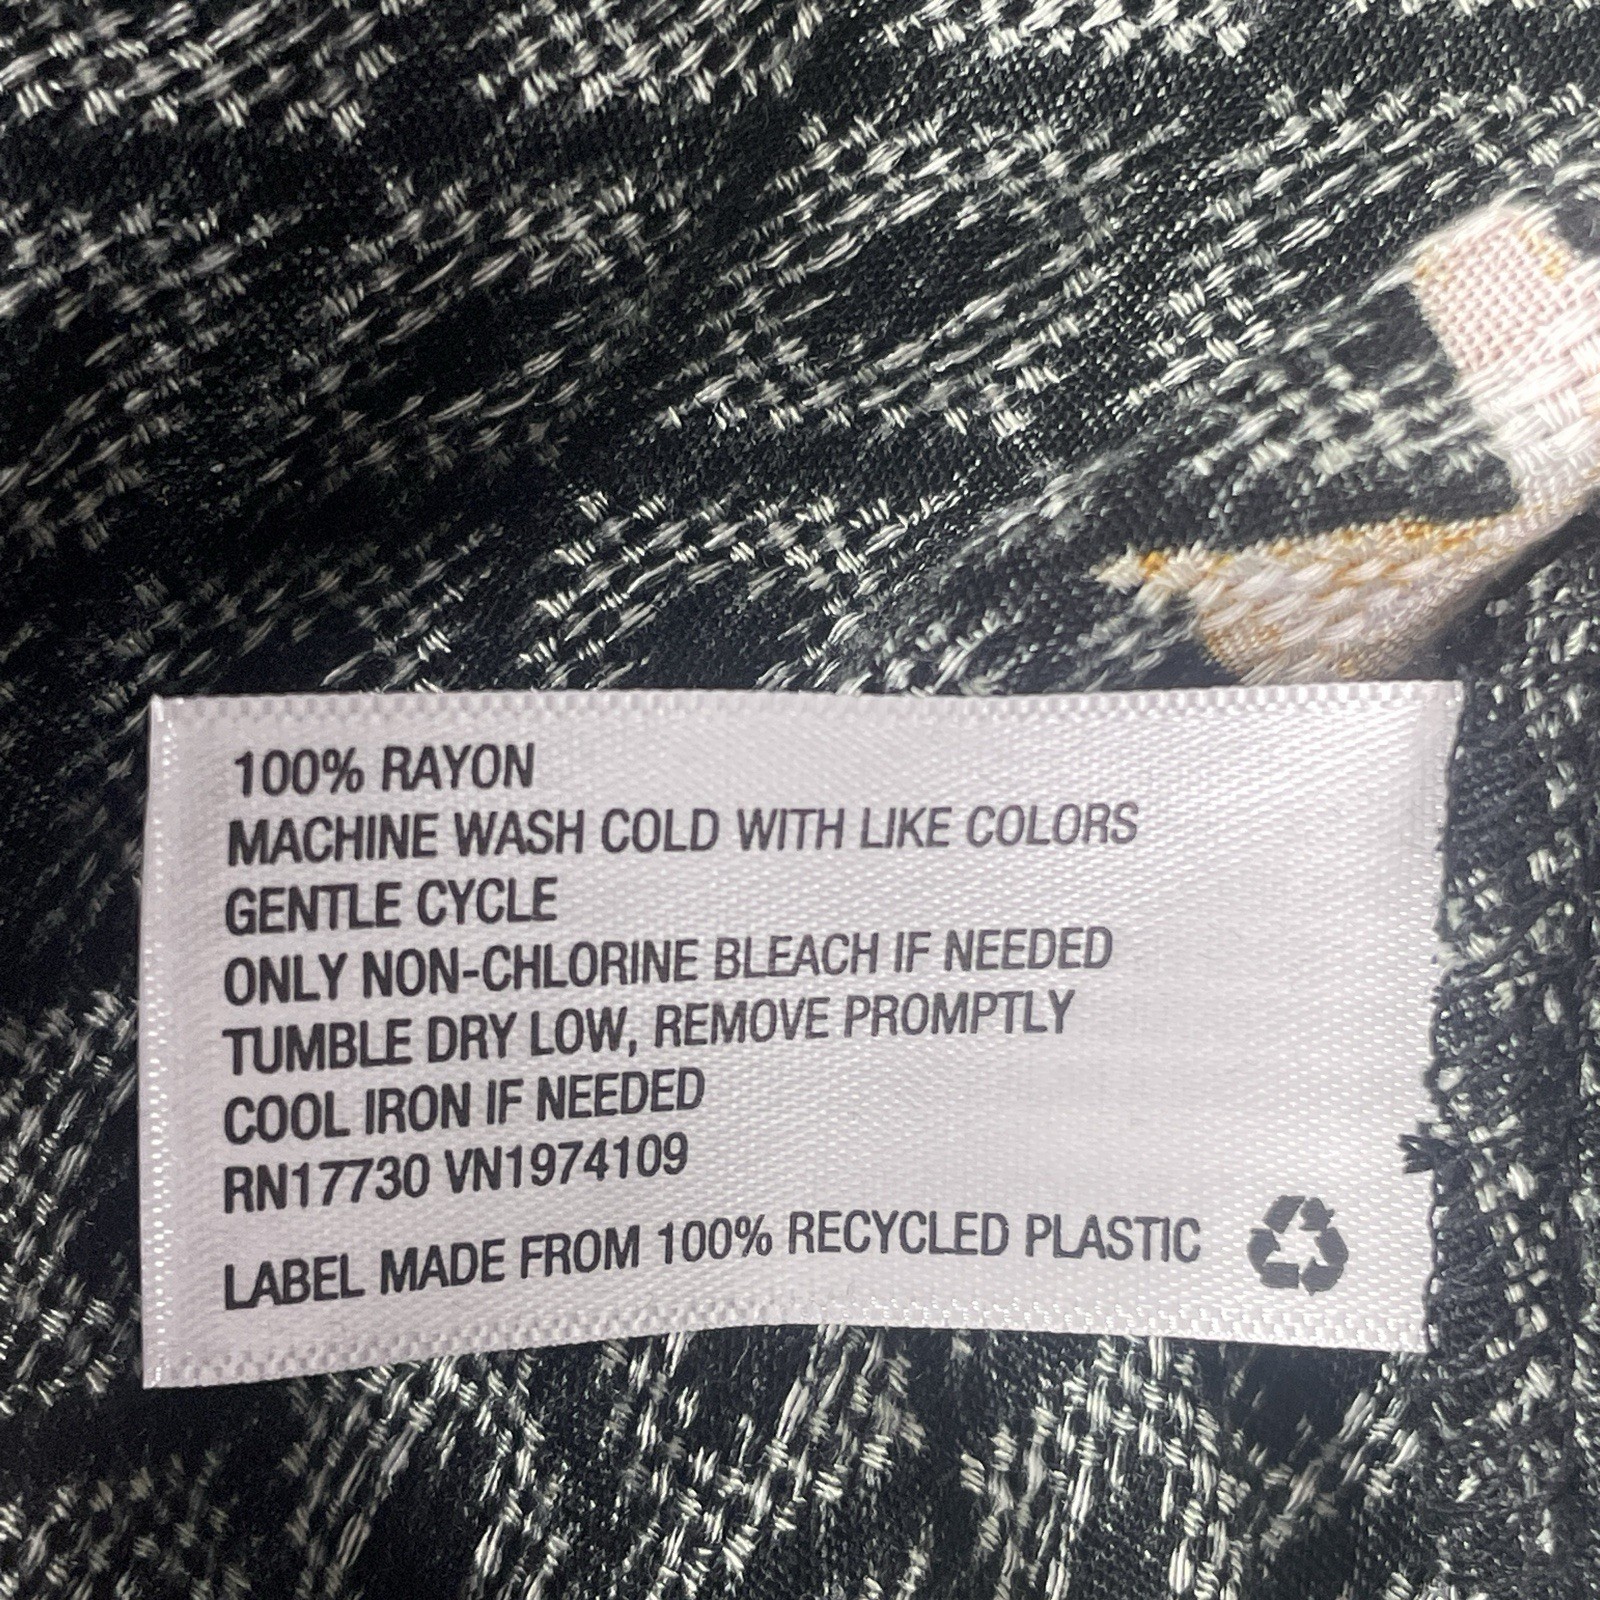 100% RAYON
MACHINE WASH COLD WITH LIKE COLORS
GENTLE CYCLE
ONLY NON-CHLORINE BLEACH IF NEEDED
TUMBLE DRY LOW, REMOVE PROMPTLY
COOL IRON IF NEEDED
RN17730 VN1974109
LABEL MADE FROM 100% RECYCLED PLASTIC